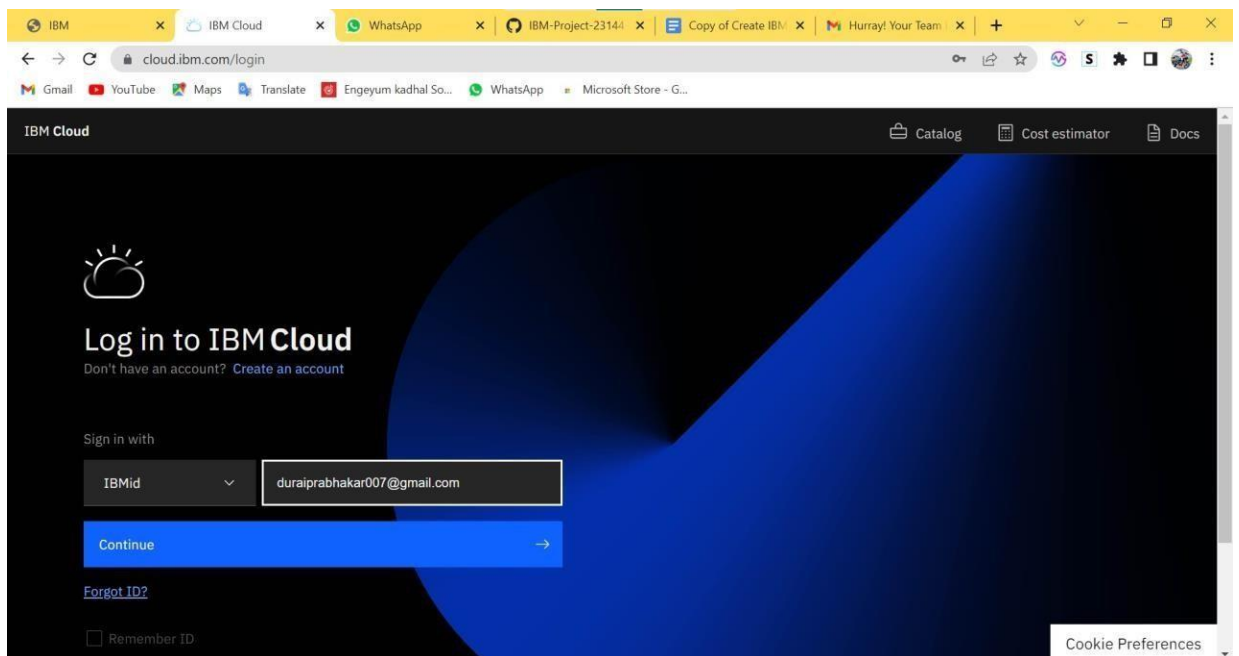 IBM
IBM Cloud
WhatsApp
IBM-Project-23144
Copy of Create IBM
Hurray! Your Team
cloud.ibm.com/login
Gmail YouTube Maps Translate Engeyum kadhal So... WhatsApp Microsoft Store - G...
IBM Cloud
Catalog Cost estimator Docs
Log in to IBM Cloud
Don't have an account? Create an account
Sign in with
IBMid duraiprabhakar007@gmail.com
Continue
Forgot ID?
Remember ID
Cookie Preferences